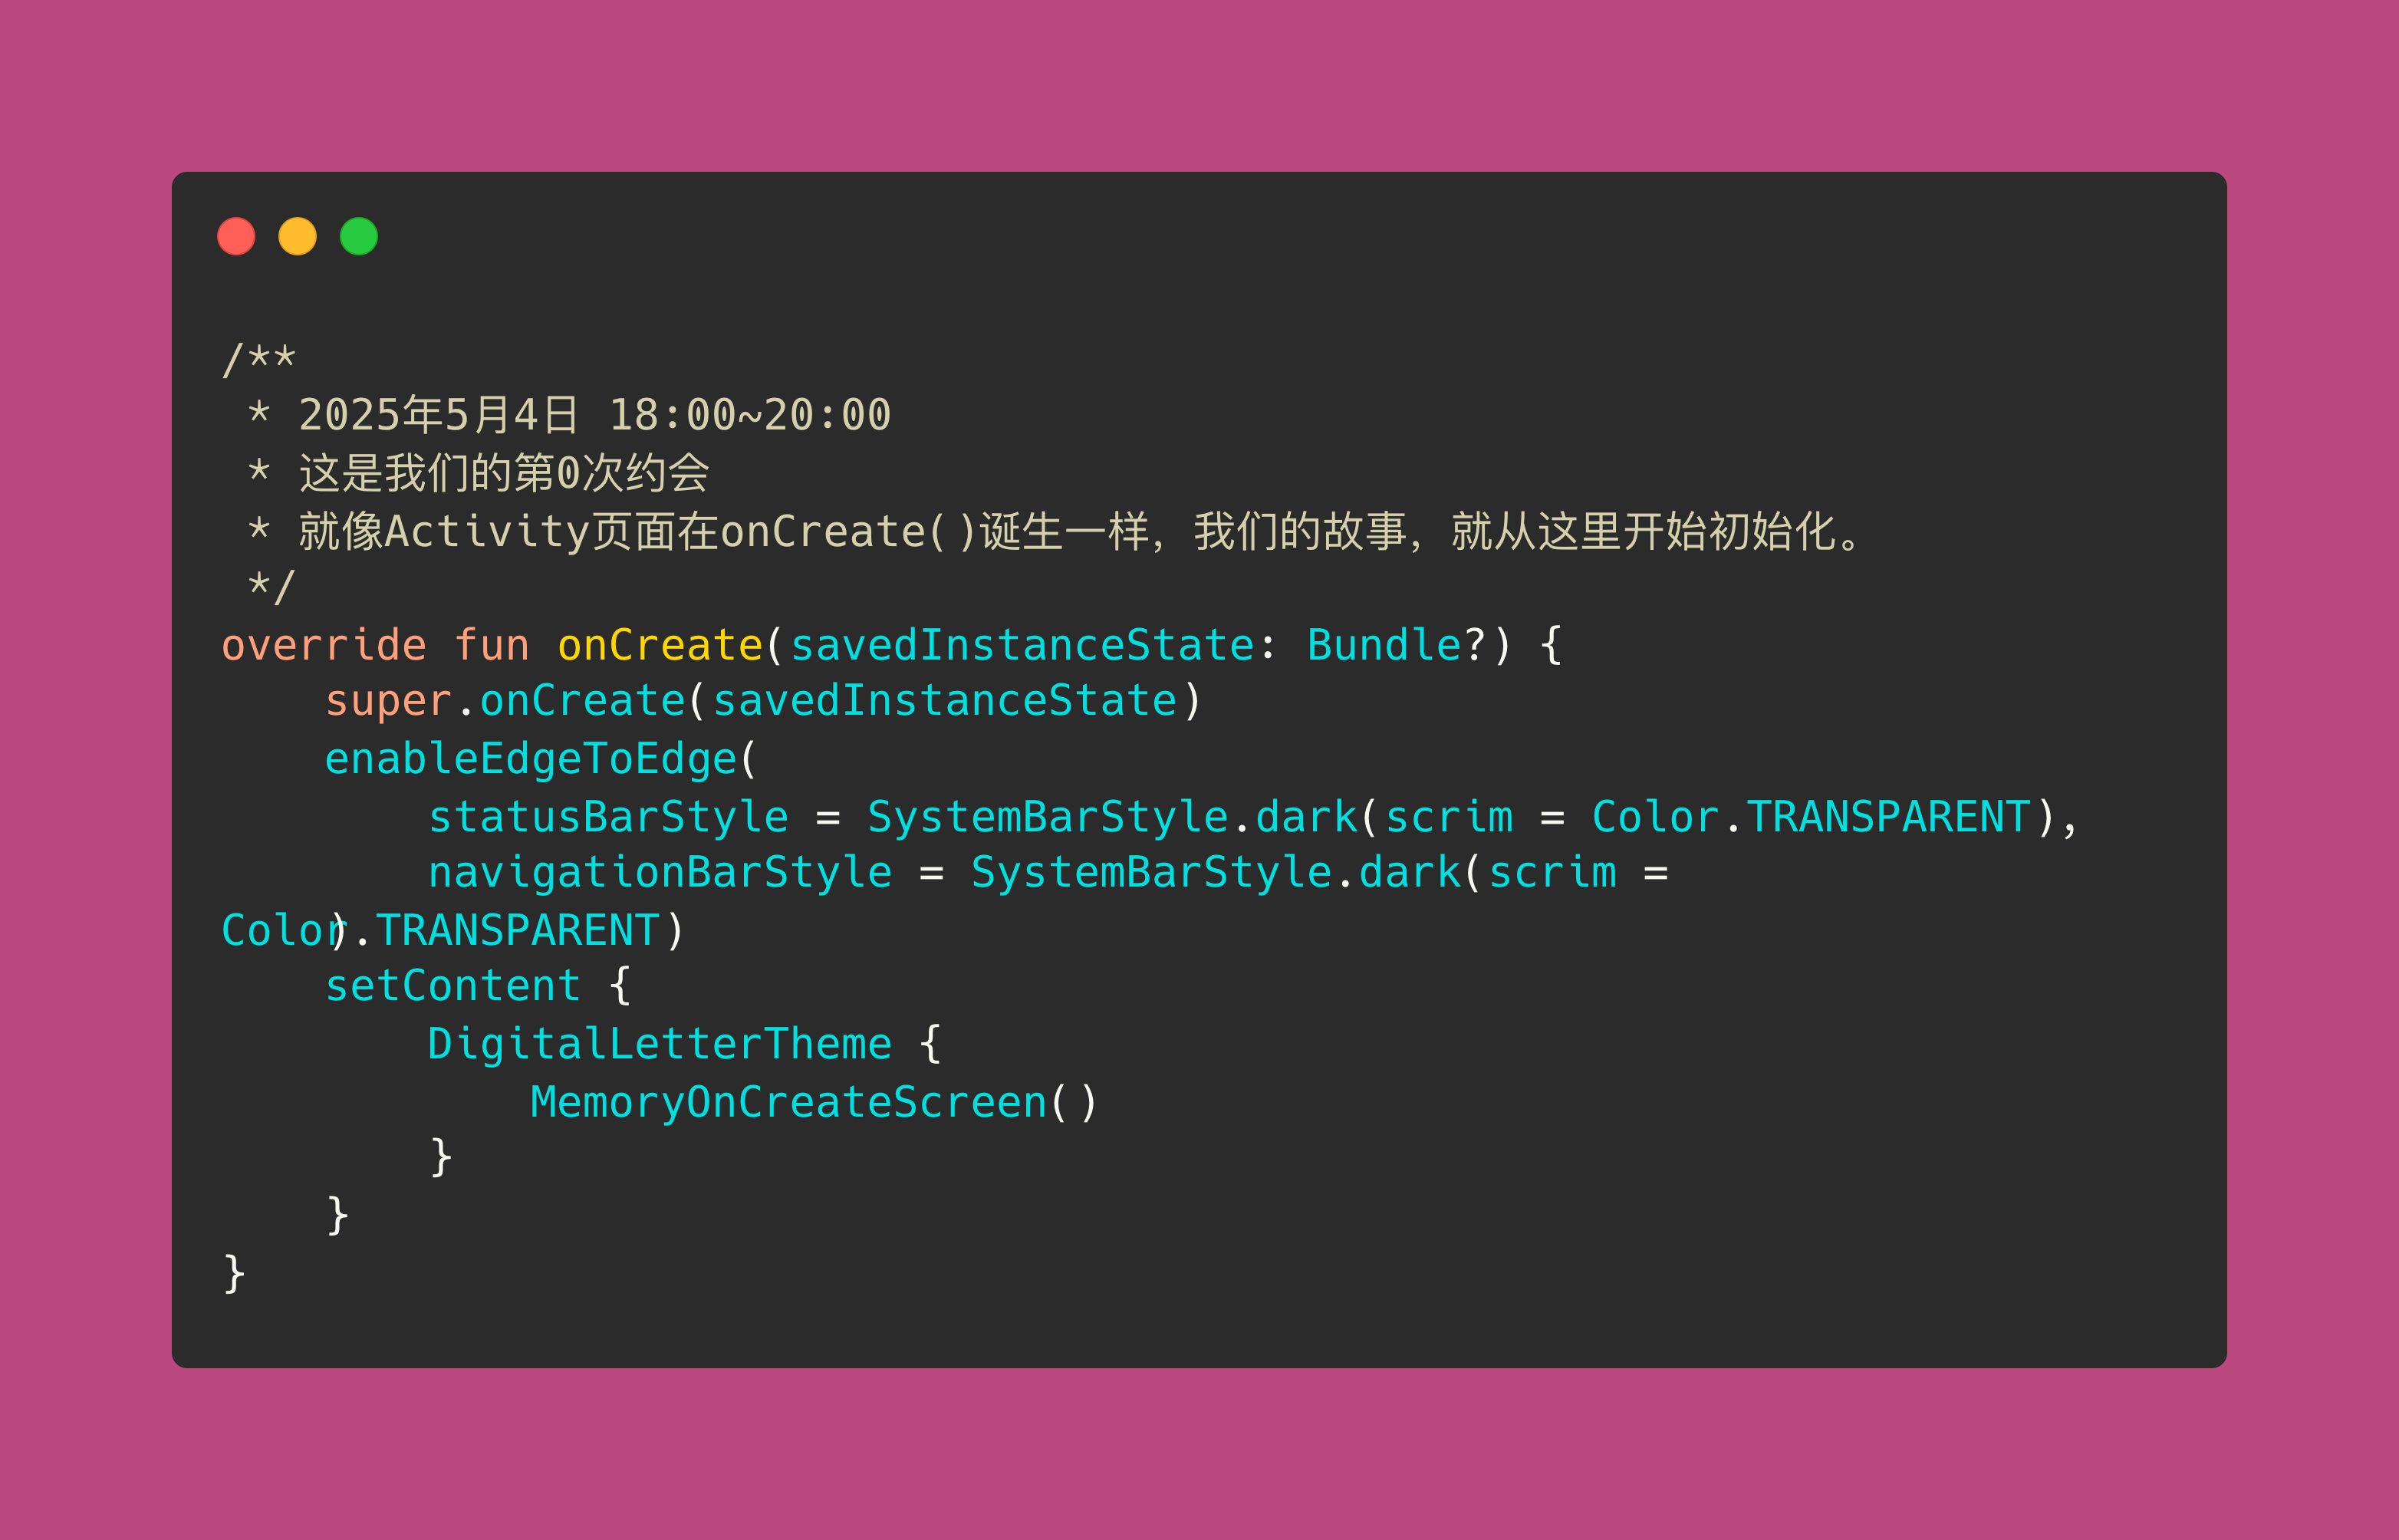 /**
 * 2025年5月4日 18:00~20:00
 * 这是我们的第0次约会
 * 就像Activity页面在onCreate()诞生一样，我们的故事，就从这里开始初始化。
 */
override fun onCreate(savedInstanceState: Bundle?) {
    super.onCreate(savedInstanceState)
    enableEdgeToEdge(
        statusBarStyle = SystemBarStyle.dark(scrim = Color.TRANSPARENT),
        navigationBarStyle = SystemBarStyle.dark(scrim =
Color.TRANSPARENT)
    )
    setContent {
        DigitalLetterTheme {
            MemoryOnCreateScreen()
        }
    }
}